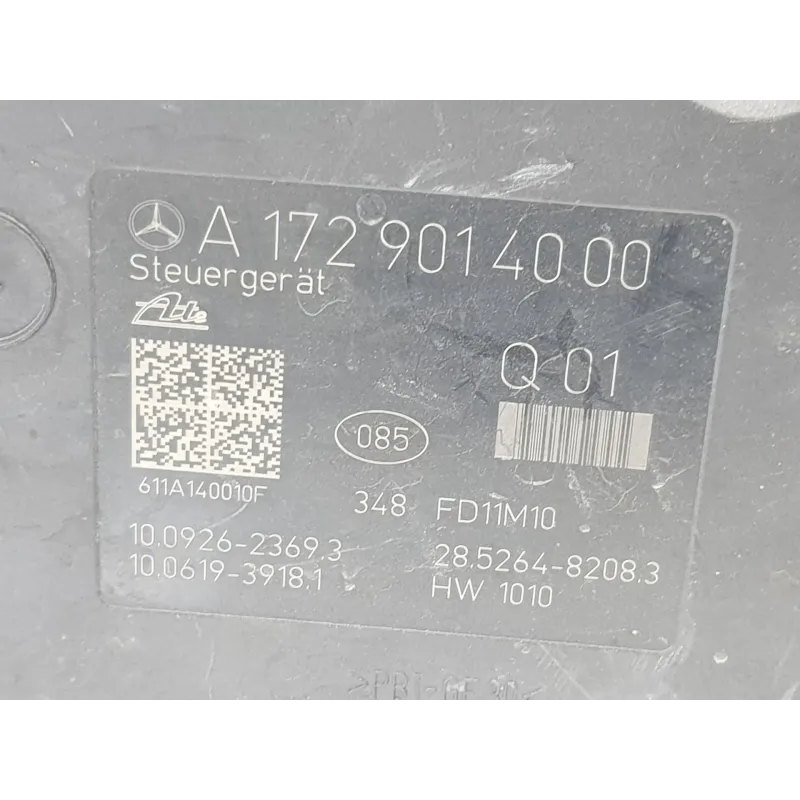 A 172 901 40 00
Steuergerät
Ate
Q 01
085
611A140010F
348 FD11M10
10.0926-2369.3 28.5264-8208.3
10.0619-3918.1 HW 1010